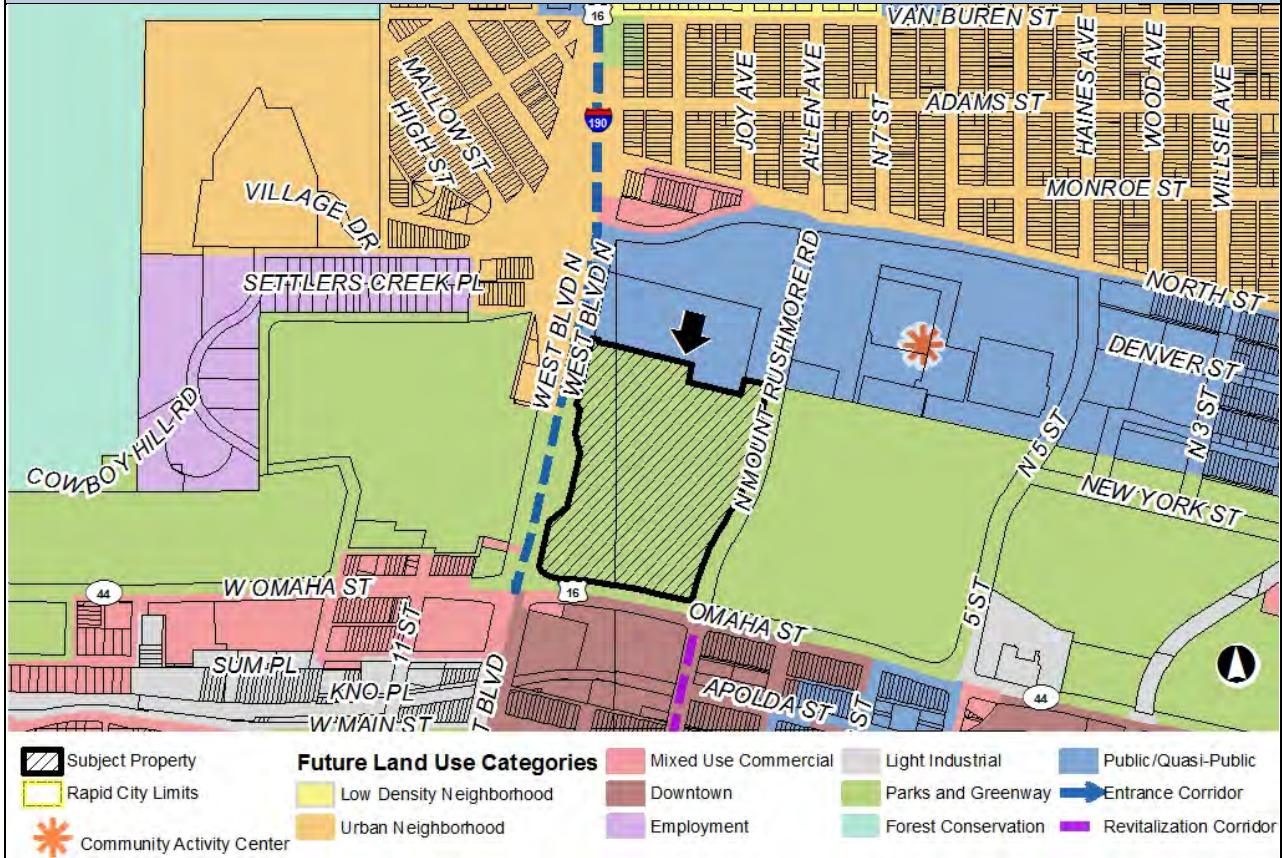 16
VAN BUREN ST
MALLOW ST
HIGH ST
JOY AVE
ALLEN AVE
N 7 ST
ADAMS ST
HAINES AVE
WOOD AVE
WILLSIE AVE
190
MONROE ST
VILLAGE DR
SETTLERS CREEK PL
WEST BLVD N
WEST BLVD N
N MOUNT RUSHMORE RD
NORTH ST
DENVER ST
N 3 ST
COWBOY HILL RD
N 5 ST
NEW YORK ST
44
W OMAHA ST
16
OMAHA ST
5 ST
11 ST
SUM PL
KNO PL
W MAIN ST
T BLVD
APOLDA ST
ST
44
Subject Property
Rapid City Limits
Community Activity Center
Future Land Use Categories
Low Density Neighborhood
Urban Neighborhood
Mixed Use Commercial
Downtown
Employment
Light Industrial
Parks and Greenway
Forest Conservation
Public/Quasi-Public
Entrance Corridor
Revitalization Corridor